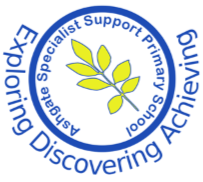 Ashgate Specialist Support Primary School
Exploring Discovering Achieving